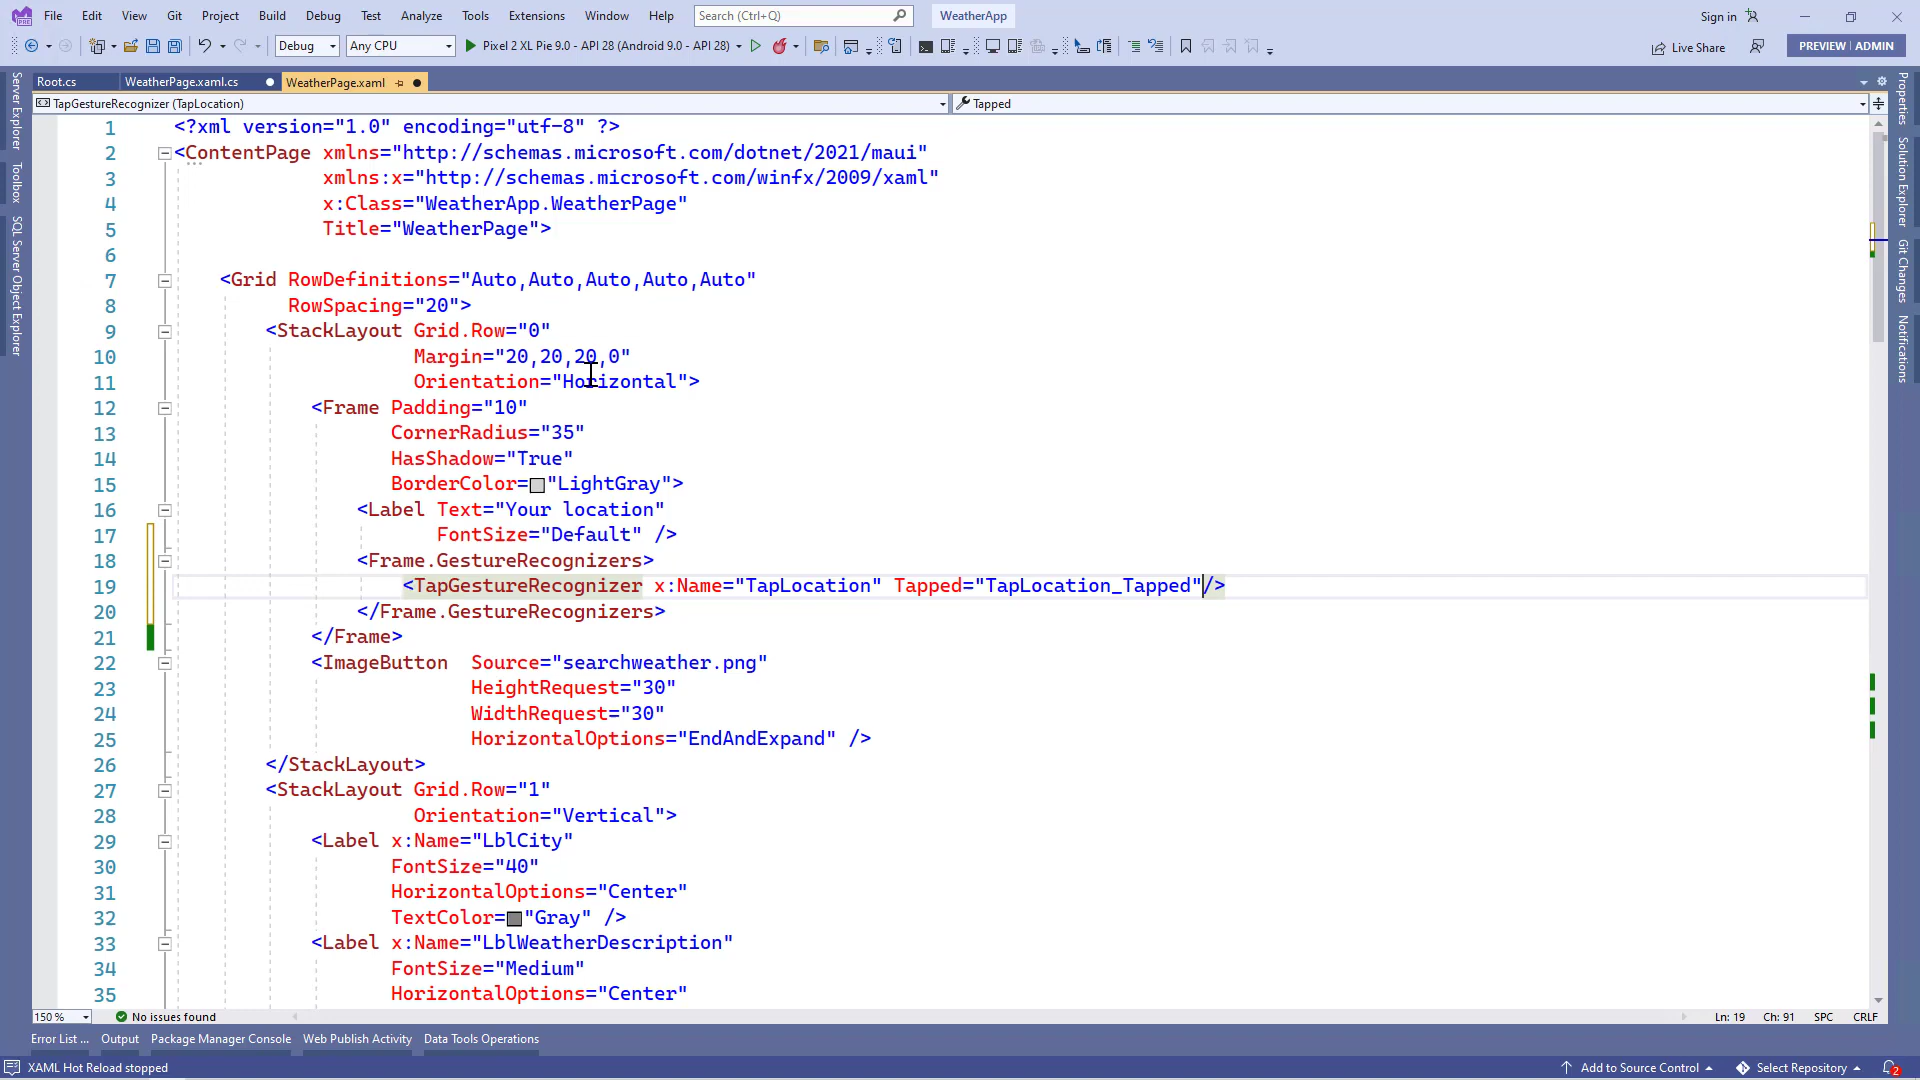 File Edit View Git Project Build Debug Test Analyze Tools Extensions Window Help Search (Ctrl+Q) WeatherApp Sign in
Debug Any CPU Pixel 2 XL Pie 9.0 - API 28 (Android 9.0 - API 28) Live Share PREVIEW | ADMIN
Root.cs WeatherPage.xaml.cs WeatherPage.xaml
TapGestureRecognizer (TapLocation) Tapped
Server Explorer
Toolbox
SQL Server Object Explorer
1 <?xml version="1.0" encoding="utf-8" ?>
2 <ContentPage xmlns="http://schemas.microsoft.com/dotnet/2021/maui"
3 xmlns:x="http://schemas.microsoft.com/winfx/2009/xaml"
4 x:Class="WeatherApp.WeatherPage"
5 Title="WeatherPage">
6
7 <Grid RowDefinitions="Auto,Auto,Auto,Auto,Auto"
8 RowSpacing="20">
9 <StackLayout Grid.Row="0"
10 Margin="20,20,20,0"
11 Orientation="Horizontal">
12 <Frame Padding="10"
13 CornerRadius="35"
14 HasShadow="True"
15 BorderColor="LightGray">
16 <Label Text="Your location"
17 FontSize="Default" />
18 <Frame.GestureRecognizers>
19 <TapGestureRecognizer x:Name="TapLocation" Tapped="TapLocation_Tapped"/>
20 </Frame.GestureRecognizers>
21 </Frame>
22 <ImageButton Source="searchweather.png"
23 HeightRequest="30"
24 WidthRequest="30"
25 HorizontalOptions="EndAndExpand" />
26 </StackLayout>
27 <StackLayout Grid.Row="1"
28 Orientation="Vertical">
29 <Label x:Name="LblCity"
30 FontSize="40"
31 HorizontalOptions="Center"
32 TextColor="Gray" />
33 <Label x:Name="LblWeatherDescription"
34 FontSize="Medium"
35 HorizontalOptions="Center"
Properties
Solution Explorer
Git Changes
Notifications
150 % No issues found Ln: 19 Ch: 91 SPC CRLF
Error List ... Output Package Manager Console Web Publish Activity Data Tools Operations
XAML Hot Reload stopped Add to Source Control Select Repository 2